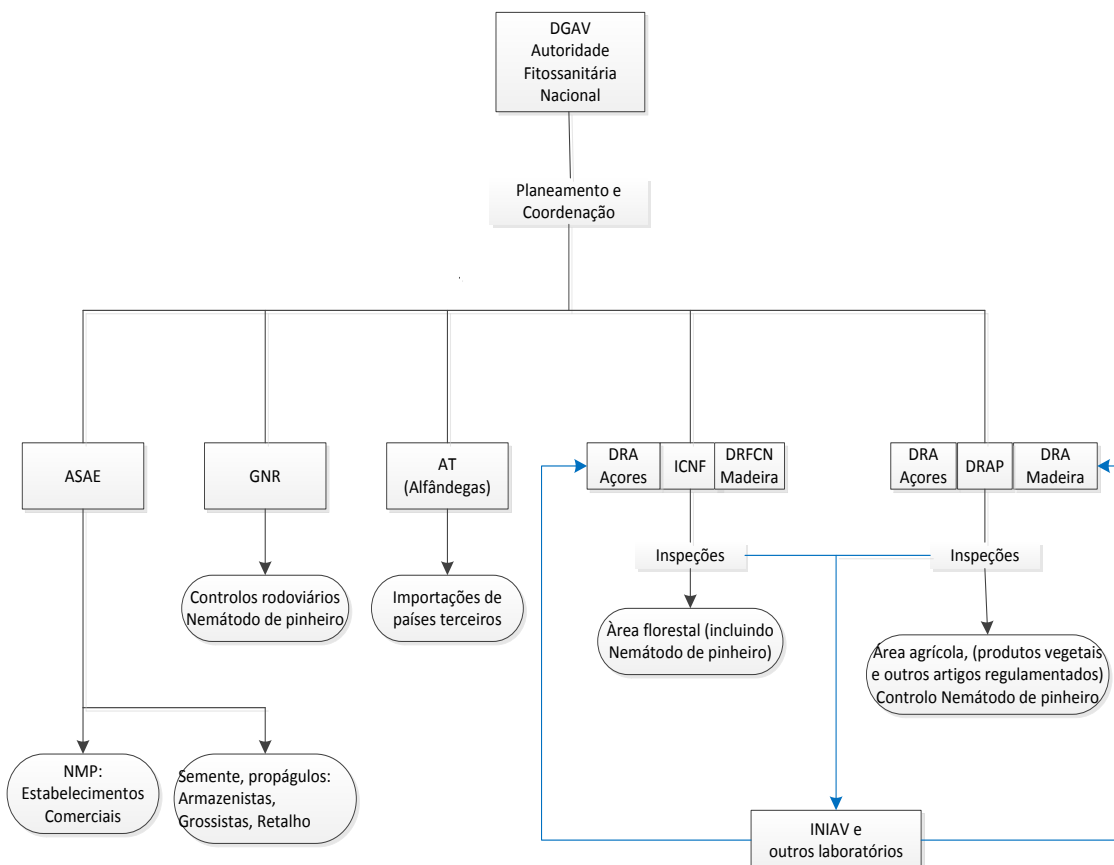 DGAV
Autoridade
Fitossanitária
Nacional
Planeamento e
Coordenação
ASAE
GNR
AT
(Alfândegas)
DRA
Açores
ICNF
DRFCN
Madeira
DRA
Açores
DRAP
DRA
Madeira
Inspeções
Inspeções
Controlos rodoviários
Nemátodo de pinheiro
Importações de
países terceiros
Àrea florestal (incluindo
Nemátodo de pinheiro)
Área agrícola, (produtos vegetais
e outros artigos regulamentados)
Controlo Nemátodo de pinheiro
NMP:
Estabelecimentos
Comerciais
Semente, propágulos:
Armazenistas,
Grossistas, Retalho
INIAV e
outros laboratórios